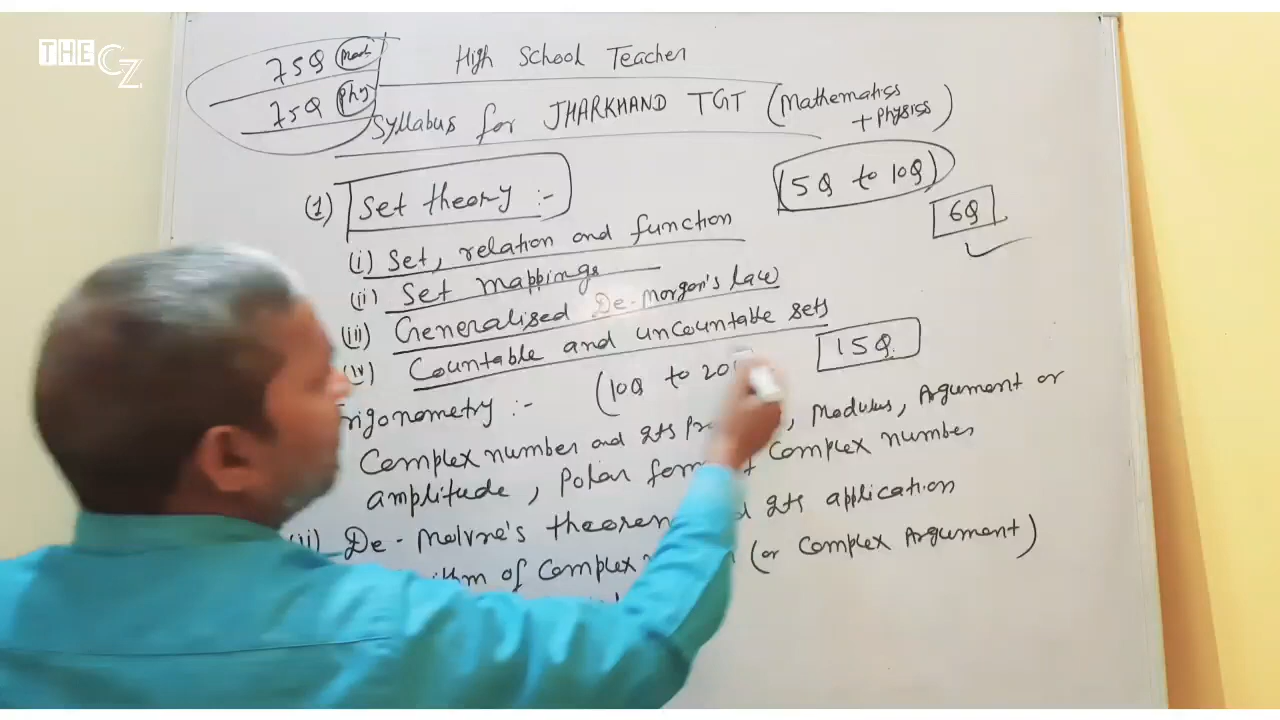 THE CZ
75Q Math
75Q Phy
High School Teacher
Syllabus for JHARKHAND TGT (Mathematics + Physics)
(5Q to 10Q)
6Q
(1) Set theory :-
(i) Set, relation and function
(ii) Set mappings
(iii) Generalised De-Morgan's law
(iv) Countable and uncountable sets
15Q
rigonometry :- (10Q to 20
Complex number and its , Modulus, Argument or
amplitude, Polar form Complex number
(ii) De-Moivre's theorem its application
of Complex (or Complex Argument)